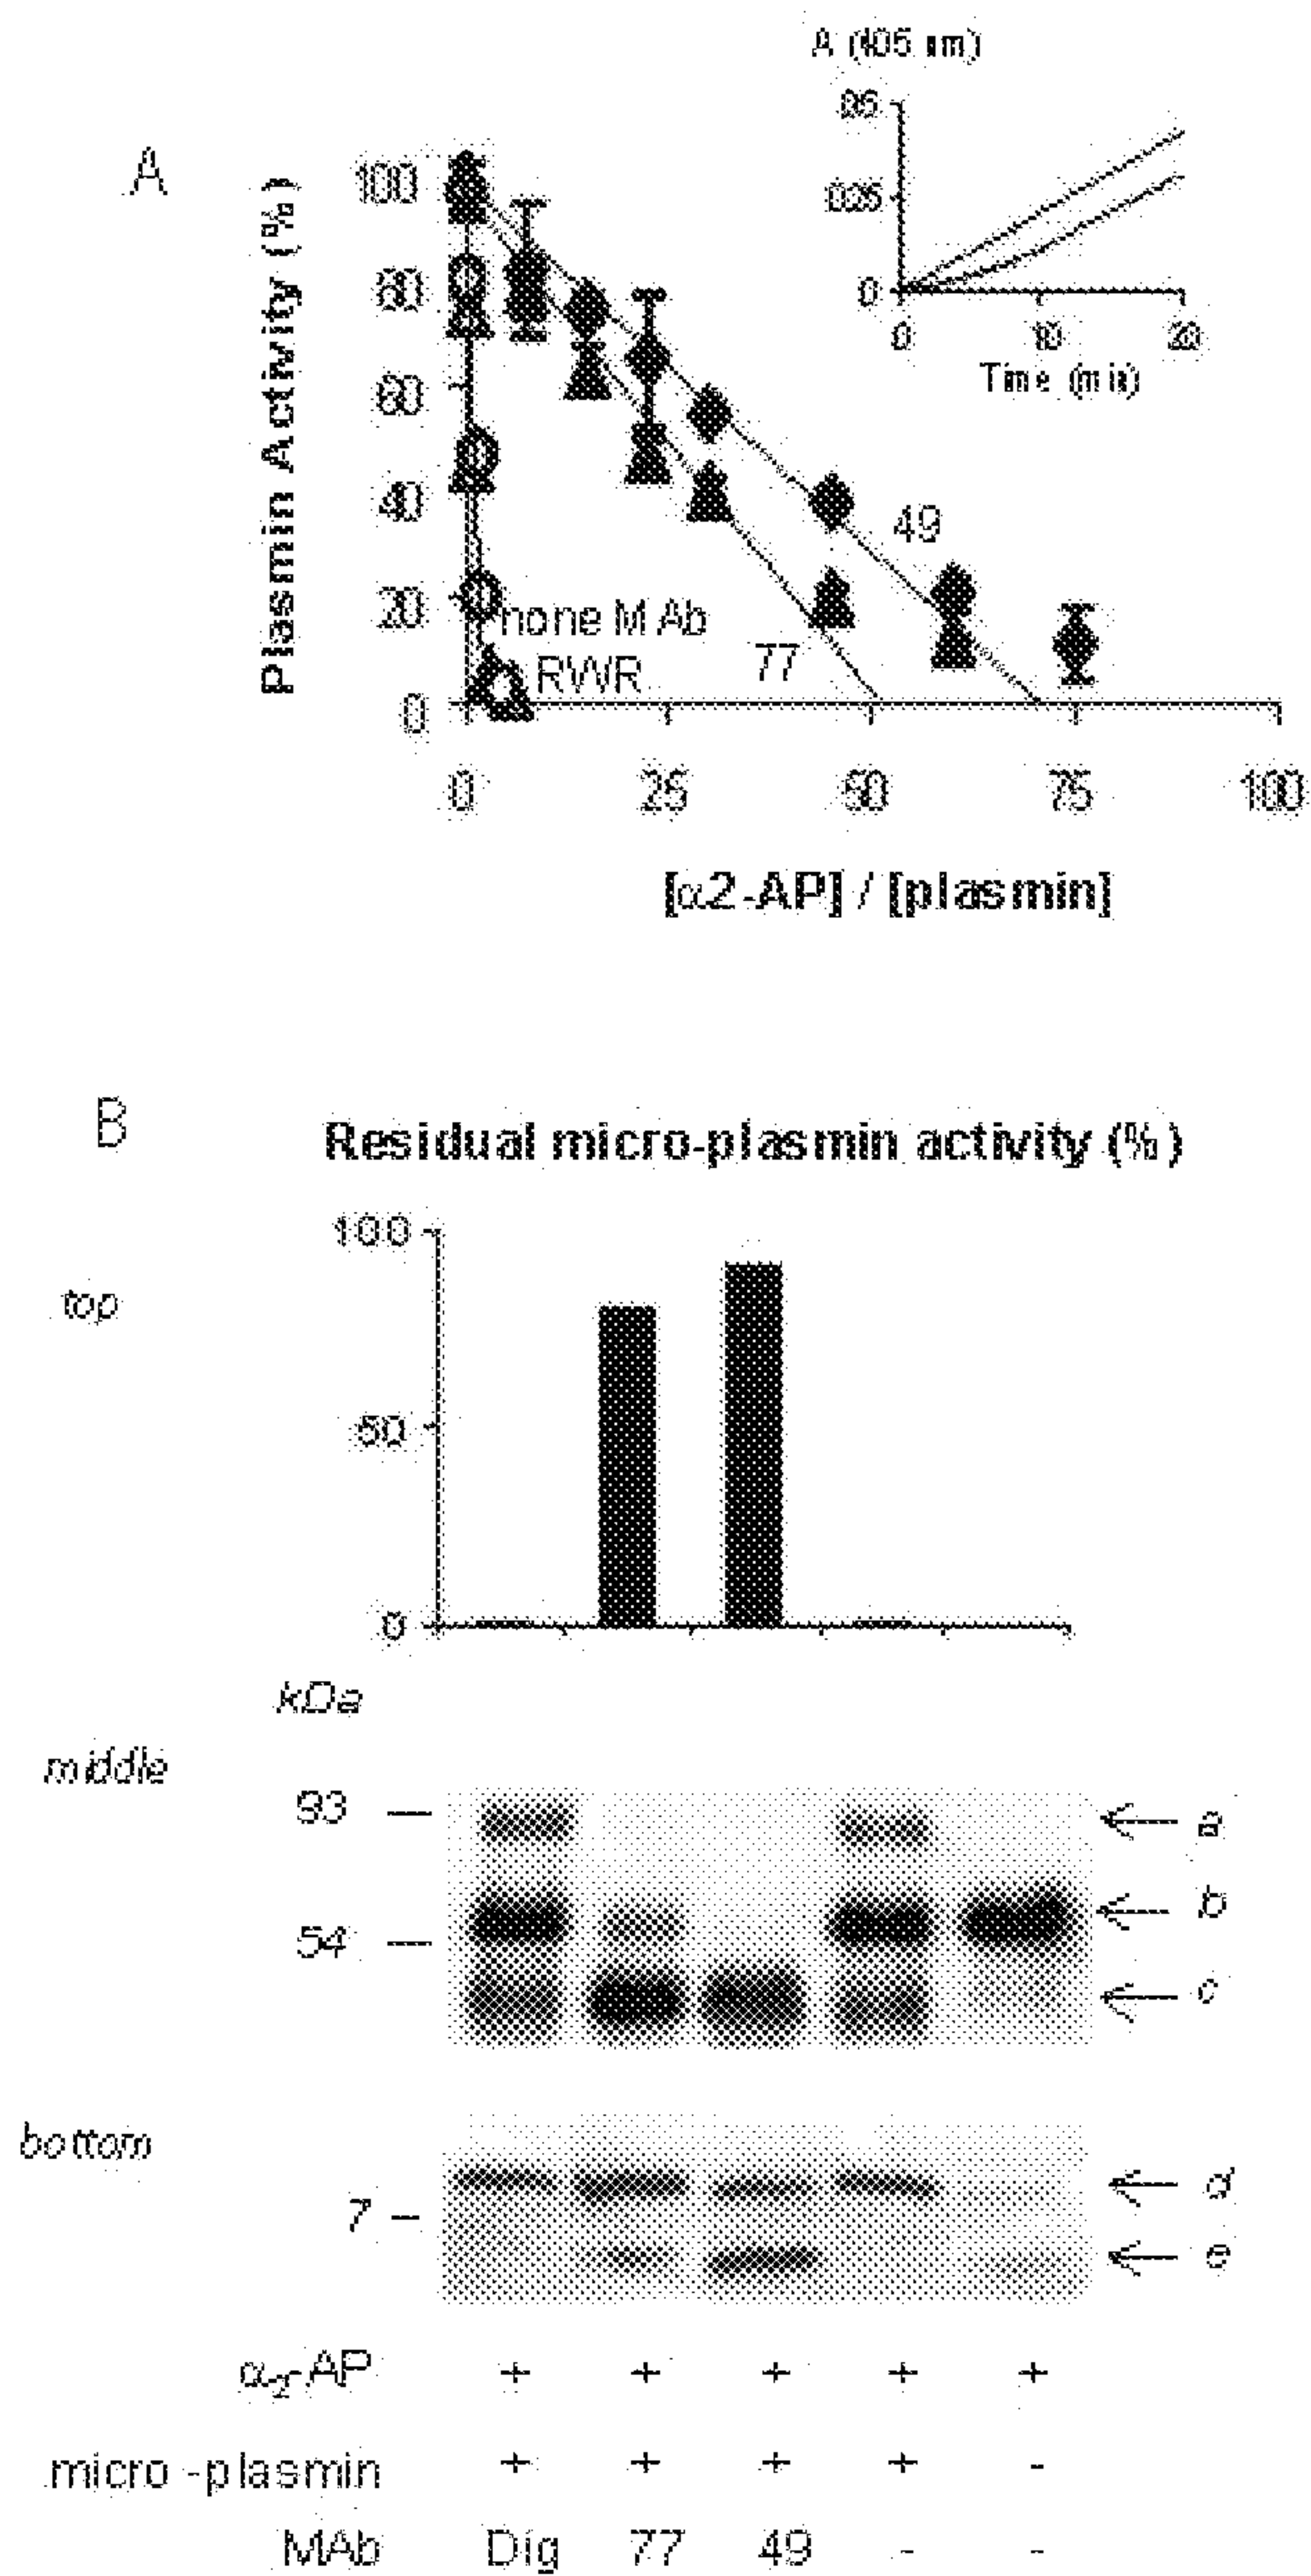 A
Plasmin Activity (%)
100
80
60
40
20
0
none MAb
RWR
77
49
0 25 50 75 100
[α2-AP] / [plasmin]
A (405 nm)
.05
.025
0
0 10 20
Time (min)
B
Residual micro-plasmin activity (%)
top
100
50
0
kDa
middle
93
54
a
b
c
bottom
7
d
e
α2-AP + + + + +
micro -plasmin + + + + -
MAb Dig 77 49 - -